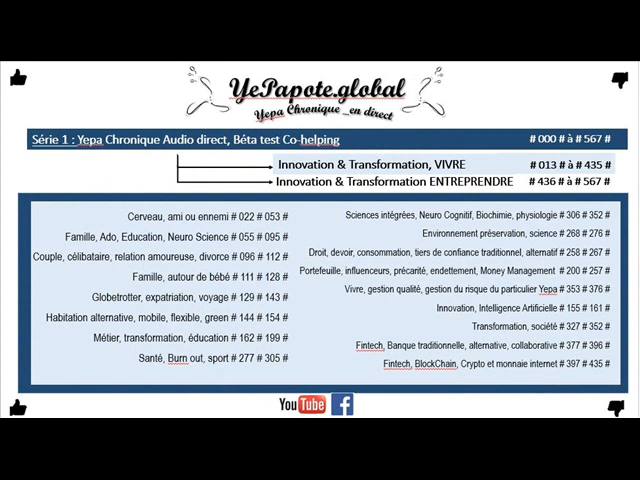 YePapote.global
Yepa Chronique _en direct
Série 1 : Yepa Chronique Audio direct, Béta test Co-helping # 000 # à # 567 #
Innovation & Transformation, VIVRE # 013 # à # 435 #
Innovation & Transformation ENTREPRENDRE # 436 # à # 567 #
Cerveau, ami ou ennemi # 022 # 053 #
Famille, Ado, Education, Neuro Science # 055 # 095 #
Couple, célibataire, relation amoureuse, divorce # 096 # 112 #
Famille, autour de bébé # 111 # 128 #
Globetrotter, expatriation, voyage # 129 # 143 #
Habitation alternative, mobile, flexible, green # 144 # 154 #
Métier, transformation, éducation # 162 # 199 #
Santé, Burn out, sport # 277 # 305 #
Sciences intégrées, Neuro Cognitif, Biochimie, physiologie # 306 # 352 #
Environnement préservation, science # 268 # 276 #
Droit, devoir, consommation, tiers de confiance traditionnel, alternatif # 258 # 267 #
Portefeuille, influenceurs, précarité, endettement, Money Management # 200 # 257 #
Vivre, gestion qualité, gestion du risque du particulier Yepa # 353 # 376 #
Innovation, Intelligence Artificielle # 155 # 161 #
Transformation, société # 327 # 352 #
Fintech, Banque traditionnelle, alternative, collaborative # 377 # 396 #
Fintech, BlockChain, Crypto et monnaie internet # 397 # 435 #
YouTube f